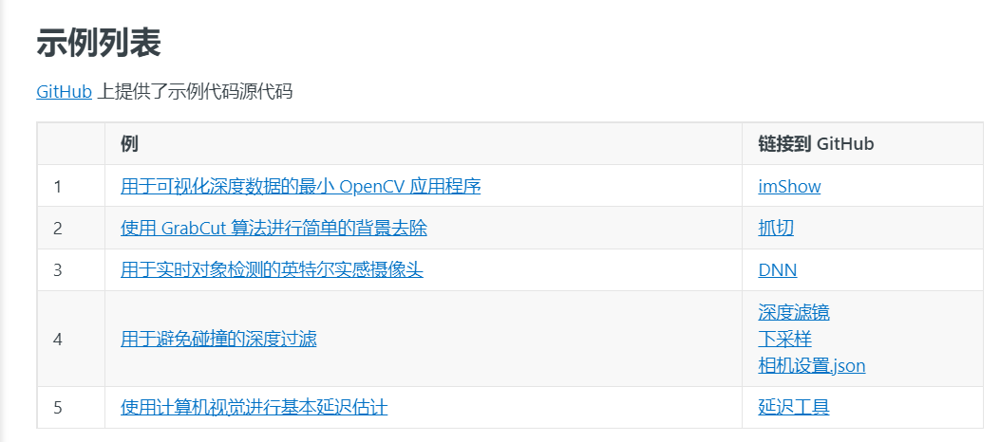 示例列表
GitHub 上提供了示例代码源代码
例 链接到 GitHub
1 用于可视化深度数据的最小 OpenCV 应用程序 imShow
2 使用 GrabCut 算法进行简单的背景去除 抓切
3 用于实时对象检测的英特尔实感摄像头 DNN
4 用于避免碰撞的深度过滤 深度滤镜
下采样
相机设置.json
5 使用计算机视觉进行基本延迟估计 延迟工具